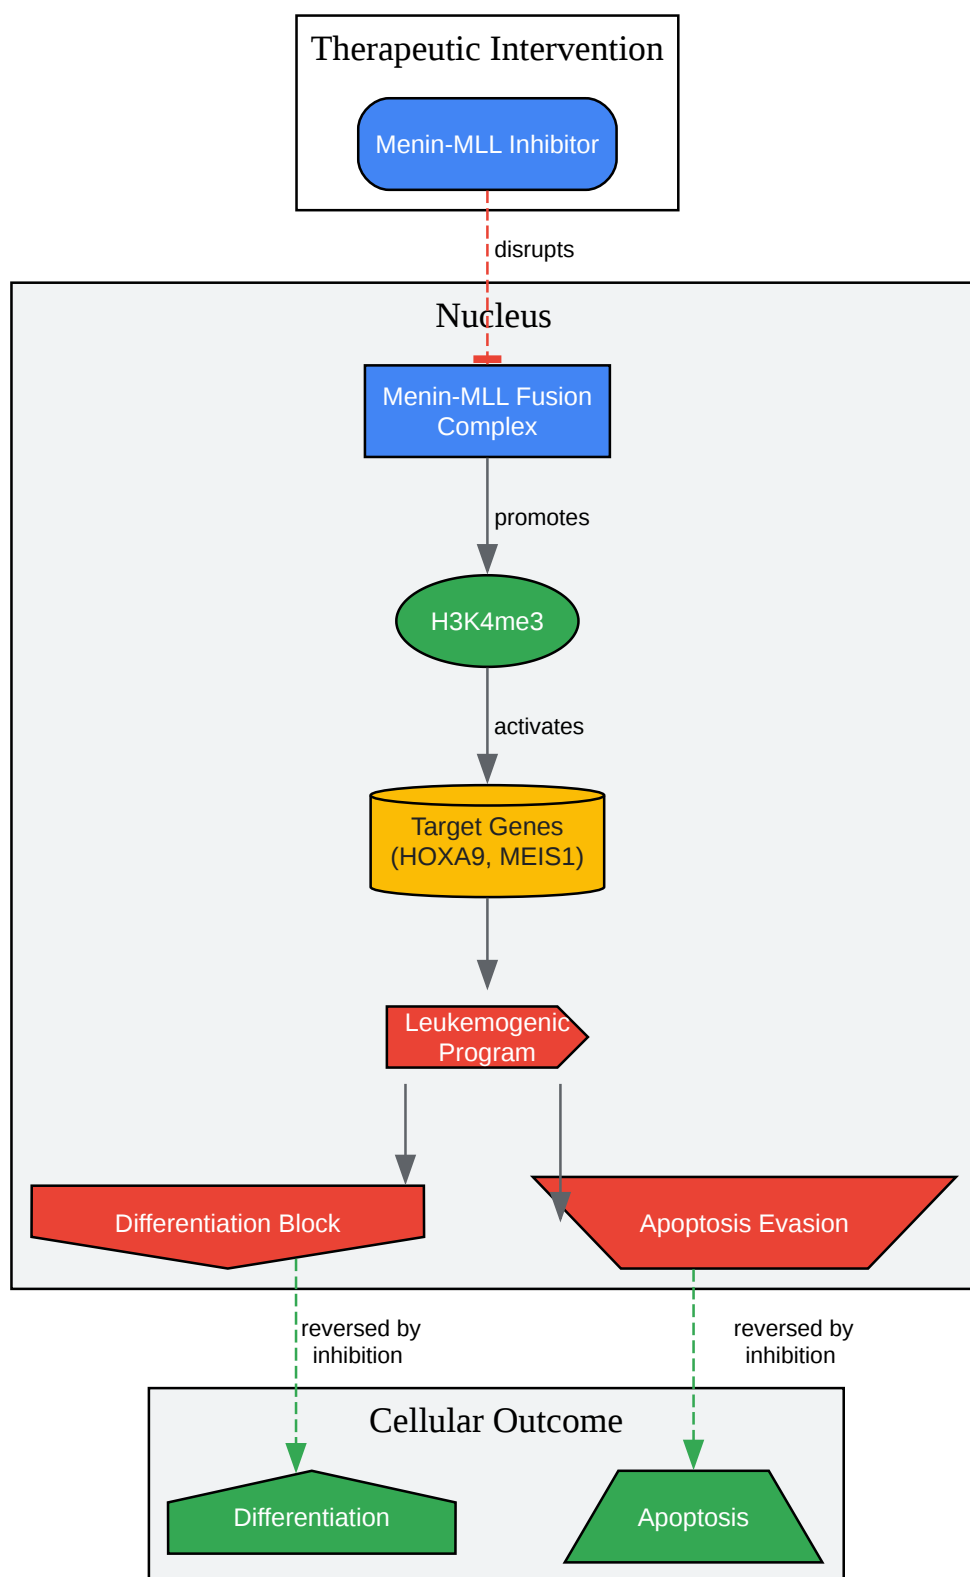 Therapeutic Intervention
Menin-MLL Inhibitor
disrupts
Nucleus
Menin-MLL Fusion
Complex
promotes
H3K4me3
activates
Target Genes
(HOXA9, MEIS1)
Leukemogenic
Program
Differentiation Block
Apoptosis Evasion
reversed by
inhibition
reversed by
inhibition
Cellular Outcome
Differentiation
Apoptosis